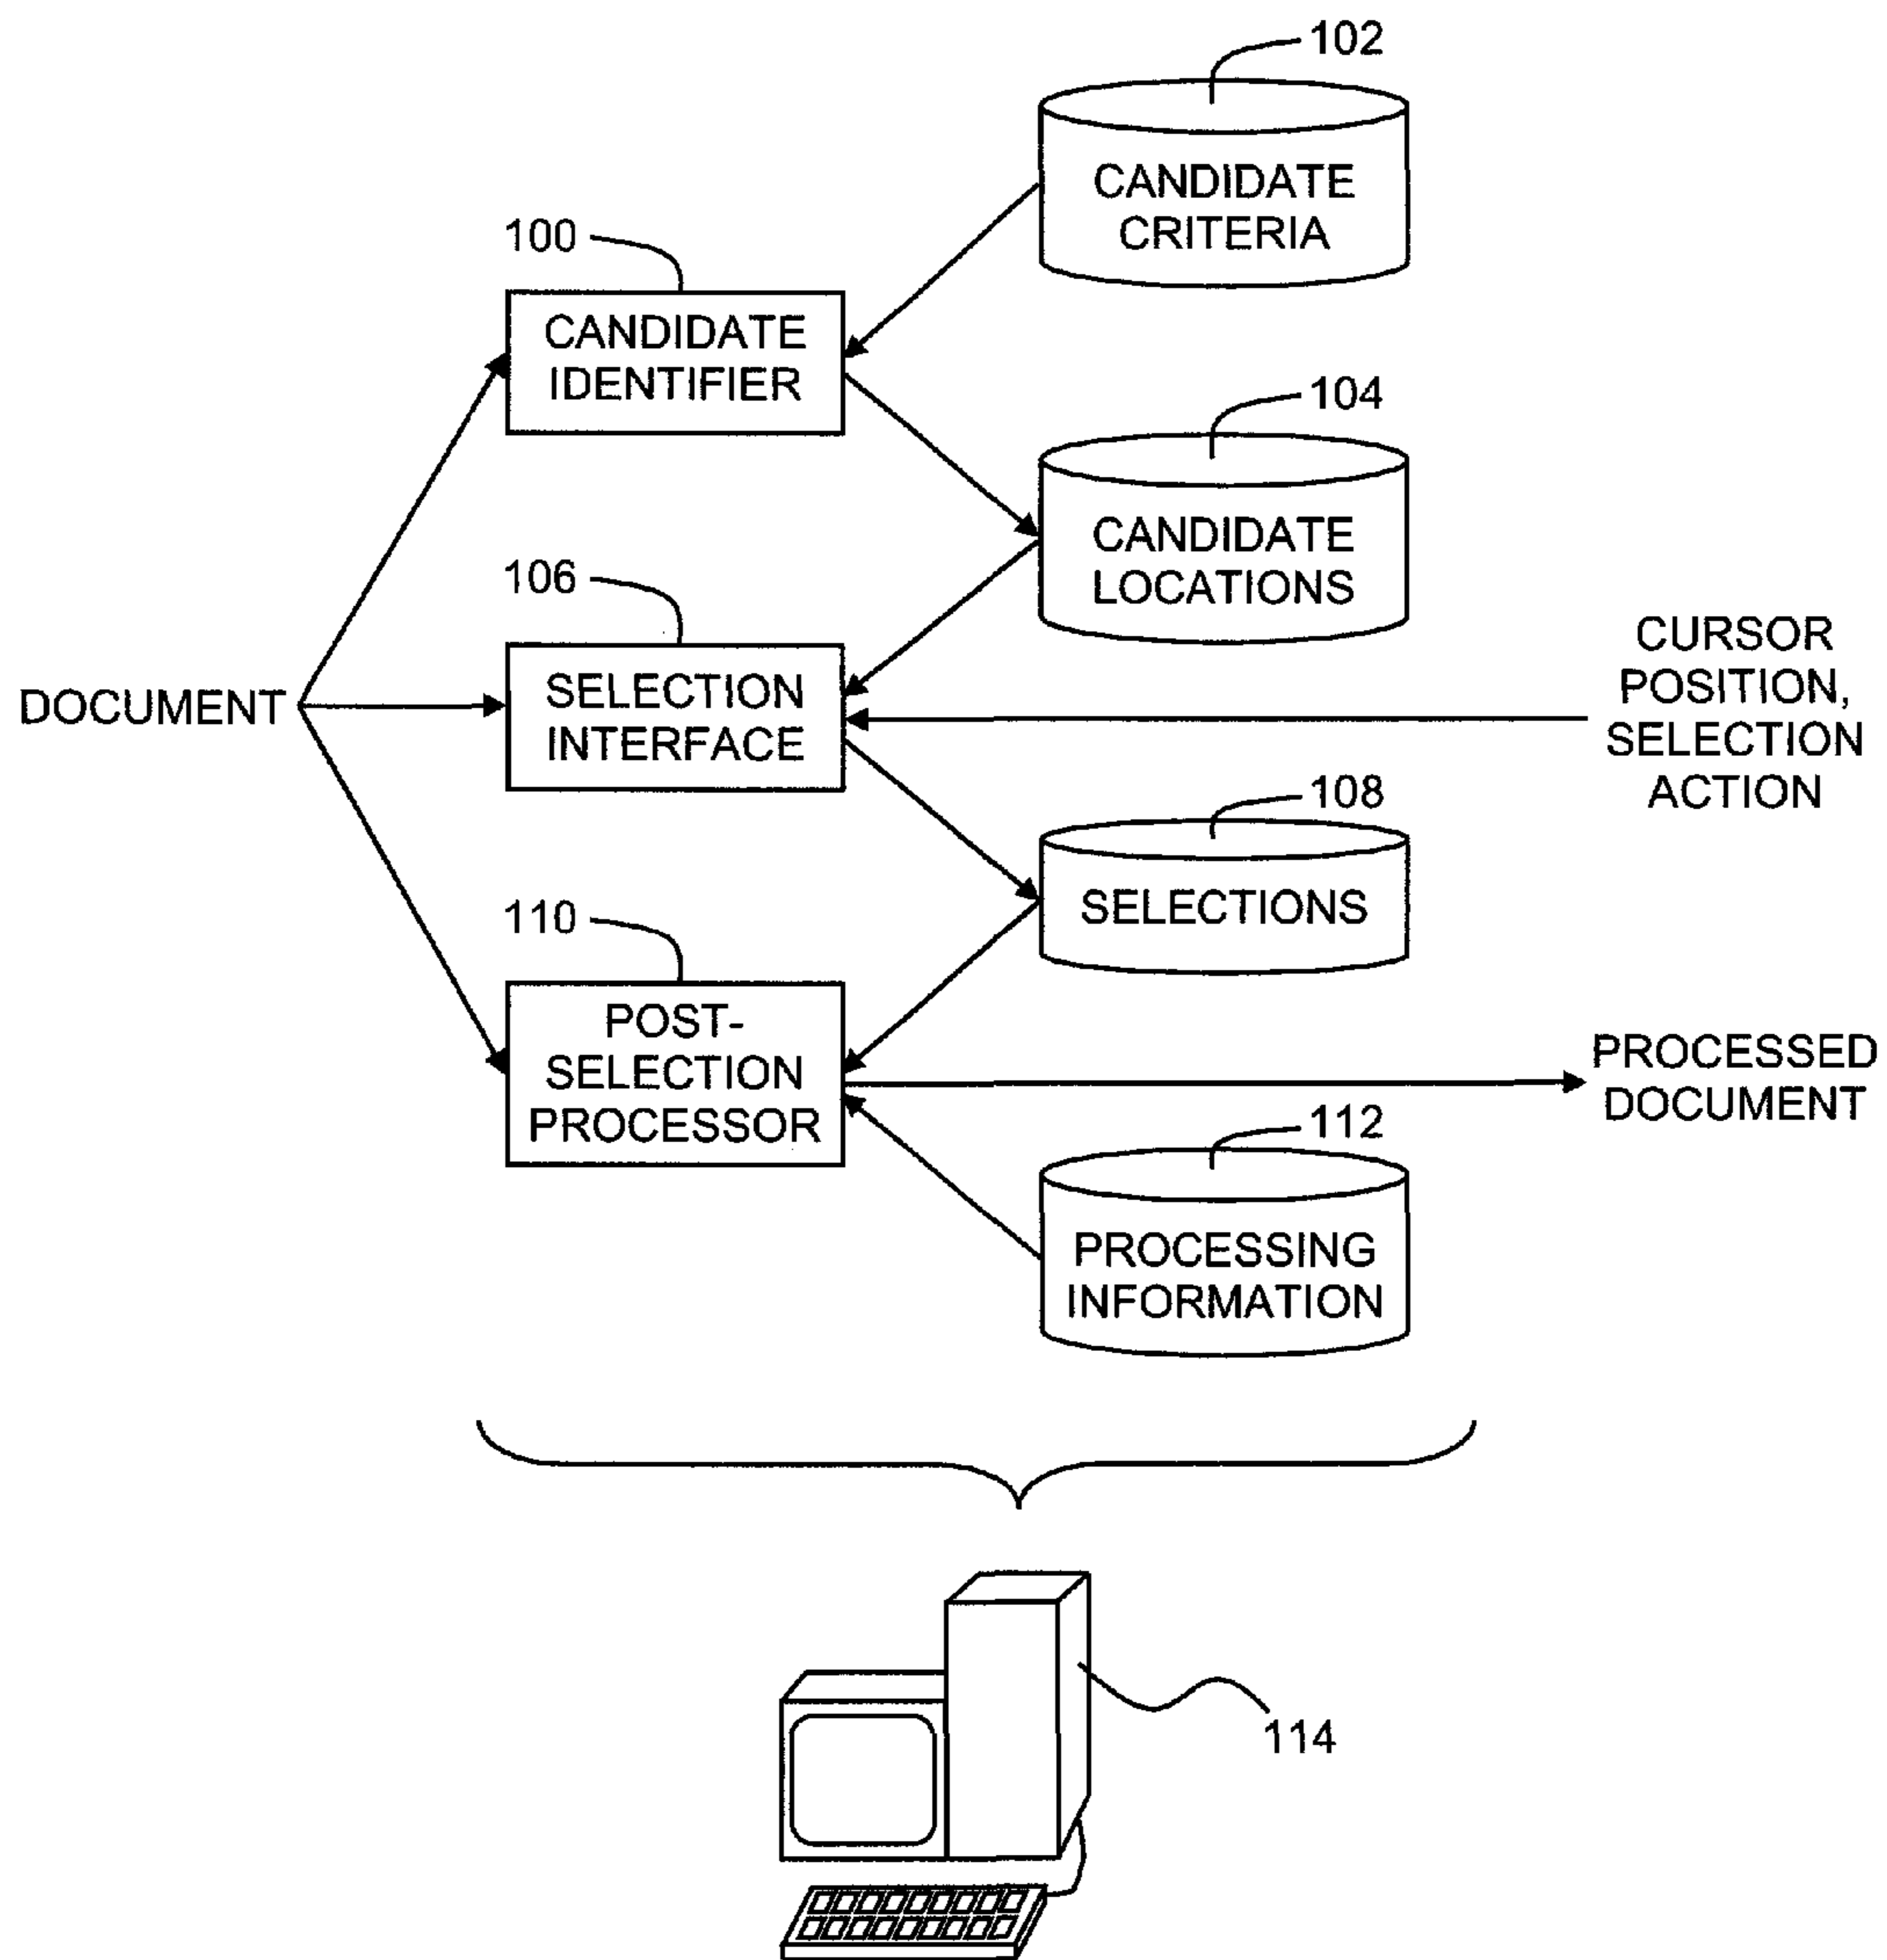 102
CANDIDATE
CRITERIA
100
CANDIDATE
IDENTIFIER
104
CANDIDATE
LOCATIONS
106
SELECTION
INTERFACE
DOCUMENT
CURSOR
POSITION,
SELECTION
ACTION
108
SELECTIONS
110
POST-
SELECTION
PROCESSOR
PROCESSED
DOCUMENT
112
PROCESSING
INFORMATION
114